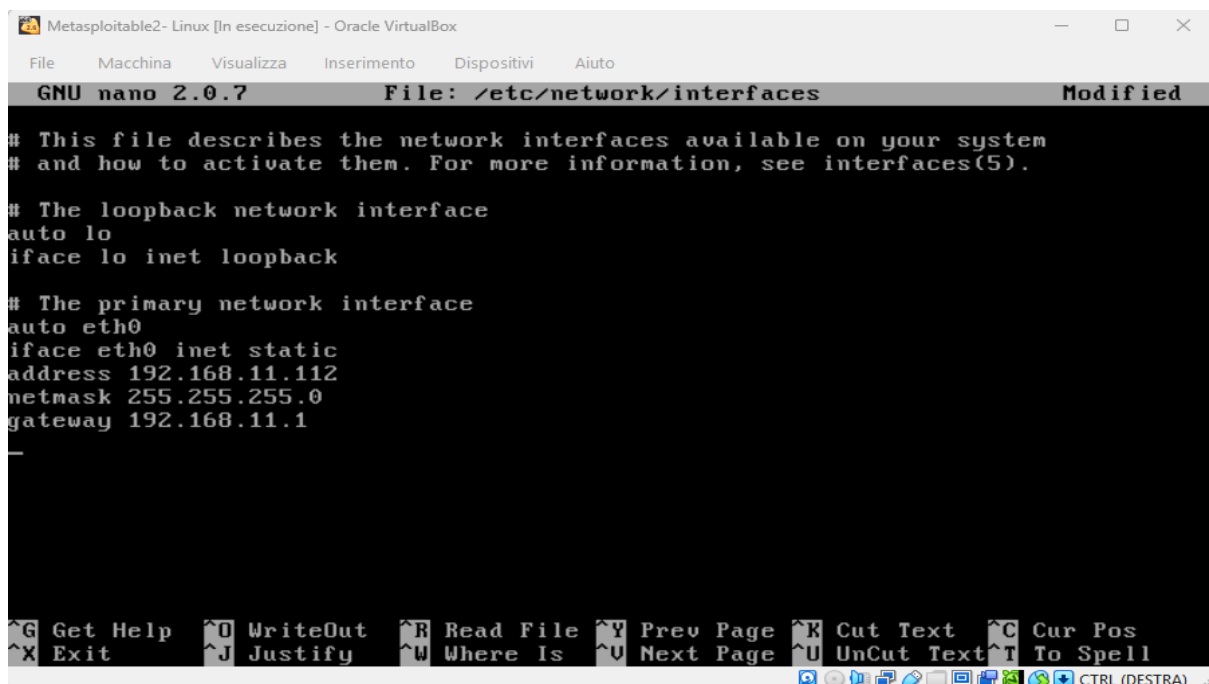 Metasploitable2- Linux [In esecuzione] - Oracle VirtualBox
File Macchina Visualizza Inserimento Dispositivi Aiuto
GNU nano 2.0.7 File: /etc/network/interfaces Modified
# This file describes the network interfaces available on your system
# and how to activate them. For more information, see interfaces(5).
# The loopback network interface
auto lo
iface lo inet loopback
# The primary network interface
auto eth0
iface eth0 inet static
address 192.168.11.112
netmask 255.255.255.0
gateway 192.168.11.1
^G Get Help ^O WriteOut ^R Read File ^Y Prev Page ^K Cut Text ^C Cur Pos
^X Exit ^J Justify ^W Where Is ^V Next Page ^U UnCut Text ^T To Spell
CTRL (DESTRA)